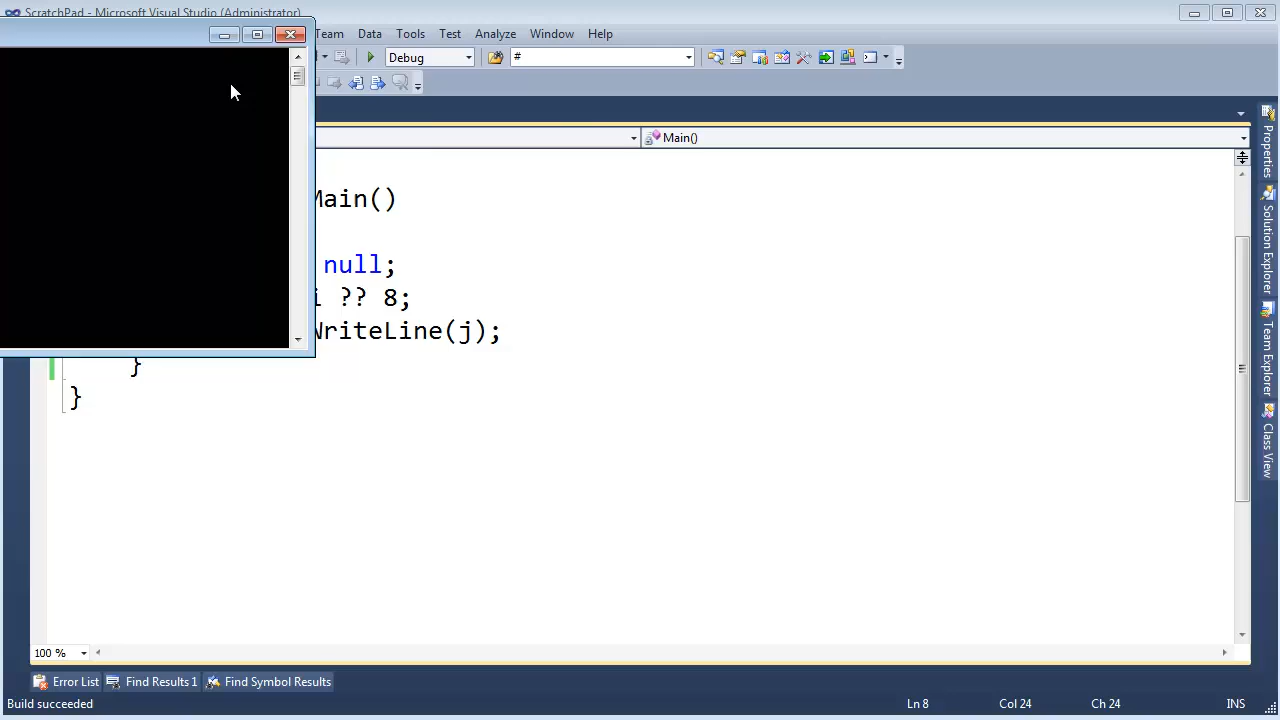 ScratchPad - Microsoft Visual Studio (Administrator)
Team Data Tools Test Analyze Window Help
Debug #
Main()
Main()
null;
i ?? 8;
WriteLine(j);
}
}
Properties
Solution Explorer
Team Explorer
Class View
100 %
Error List Find Results 1 Find Symbol Results
Build succeeded Ln 8 Col 24 Ch 24 INS